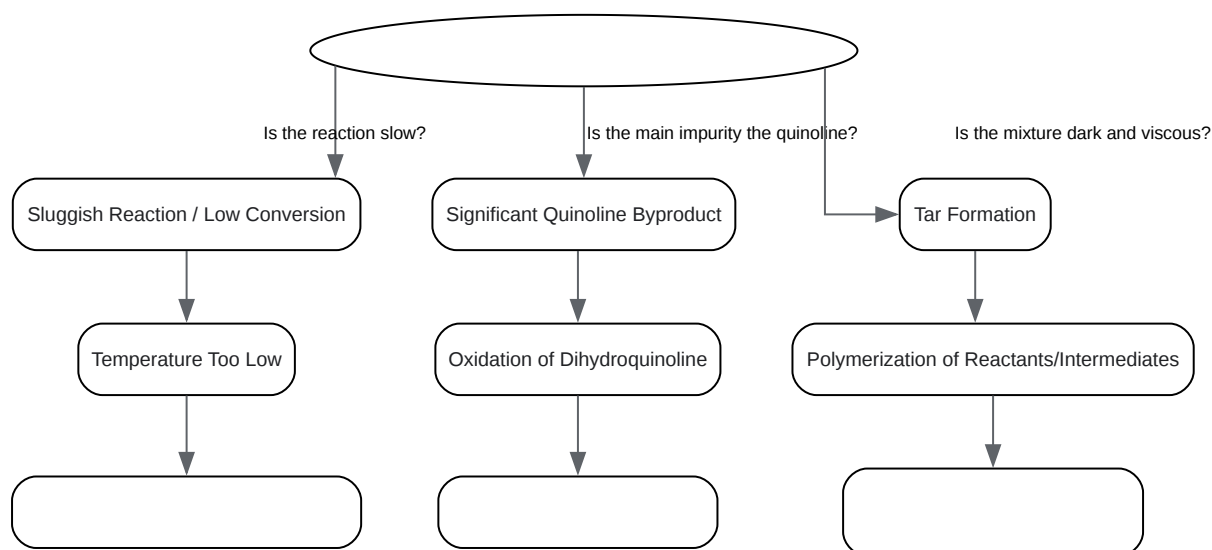 Is the reaction slow?
Is the main impurity the quinoline?
Is the mixture dark and viscous?
Sluggish Reaction / Low Conversion
Significant Quinoline Byproduct
Tar Formation
Temperature Too Low
Oxidation of Dihydroquinoline
Polymerization of Reactants/Intermediates